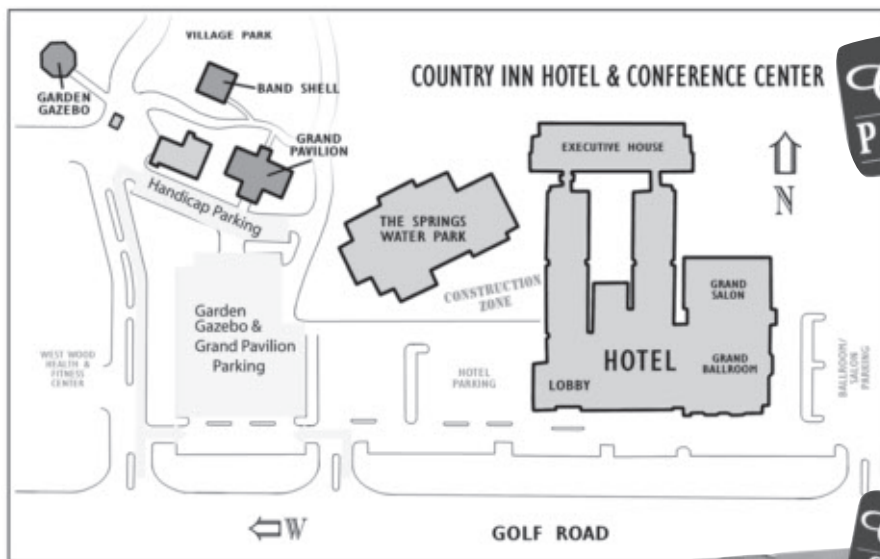 VILLAGE PARK
GARDEN
GAZEBO
BAND SHELL
GRAND
PAVILION
Handicap Parking
COUNTRY INN HOTEL & CONFERENCE CENTER
P
EXECUTIVE HOUSE
N
THE SPRINGS
WATER PARK
CONSTRUCTION
ZONE
GRAND
SALON
Garden
Gazebo &
Grand Pavilion
Parking
WEST WOOD
HEALTH &
FITNESS
CENTER
HOTEL
PARKING
HOTEL
LOBBY
GRAND
BALLROOM
BALLROOM/
SALON
PARKING
W
GOLF ROAD